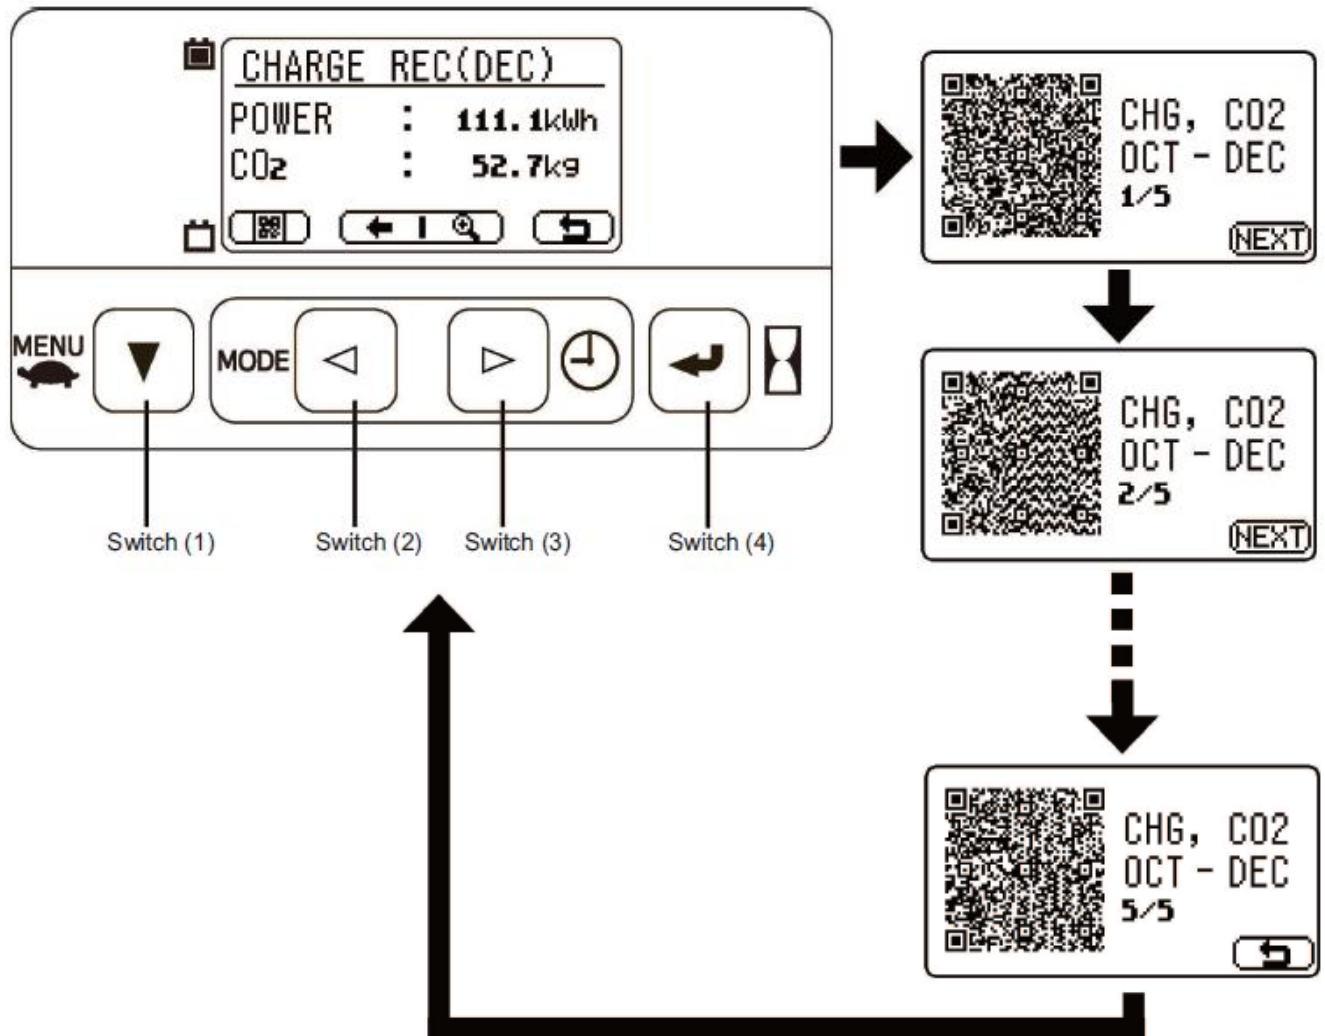 CHARGE REC(DEC)
POWER : 111.1kWh
CO2 : 52.7kg
MENU
MODE
Switch (1)
Switch (2)
Switch (3)
Switch (4)
CHG, CO2
OCT - DEC
1/5
NEXT
CHG, CO2
OCT - DEC
2/5
NEXT
CHG, CO2
OCT - DEC
5/5